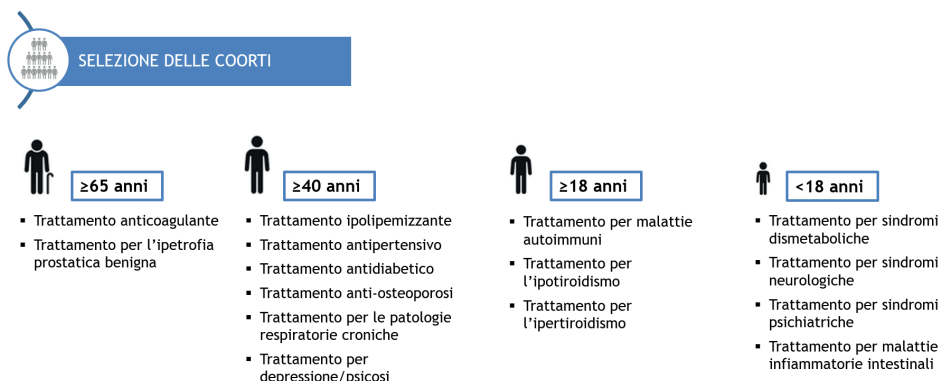 SELEZIONE DELLE COORTI
≥65 anni
▪ Trattamento anticoagulante
▪ Trattamento per l’ipetrofia
prostatica benigna
≥40 anni
▪ Trattamento ipolipemizzante
▪ Trattamento antipertensivo
▪ Trattamento antidiabetico
▪ Trattamento anti-osteoporosi
▪ Trattamento per le patologie
respiratorie croniche
▪ Trattamento per
depressione/psicosi
≥18 anni
▪ Trattamento per malattie
autoimmuni
▪ Trattamento per
l’ipotiroidismo
▪ Trattamento per
l’ipertiroidismo
<18 anni
▪ Trattamento per sindromi
dismetaboliche
▪ Trattamento per sindromi
neurologiche
▪ Trattamento per sindromi
psichiatriche
▪ Trattamento per malattie
infiammatorie intestinali